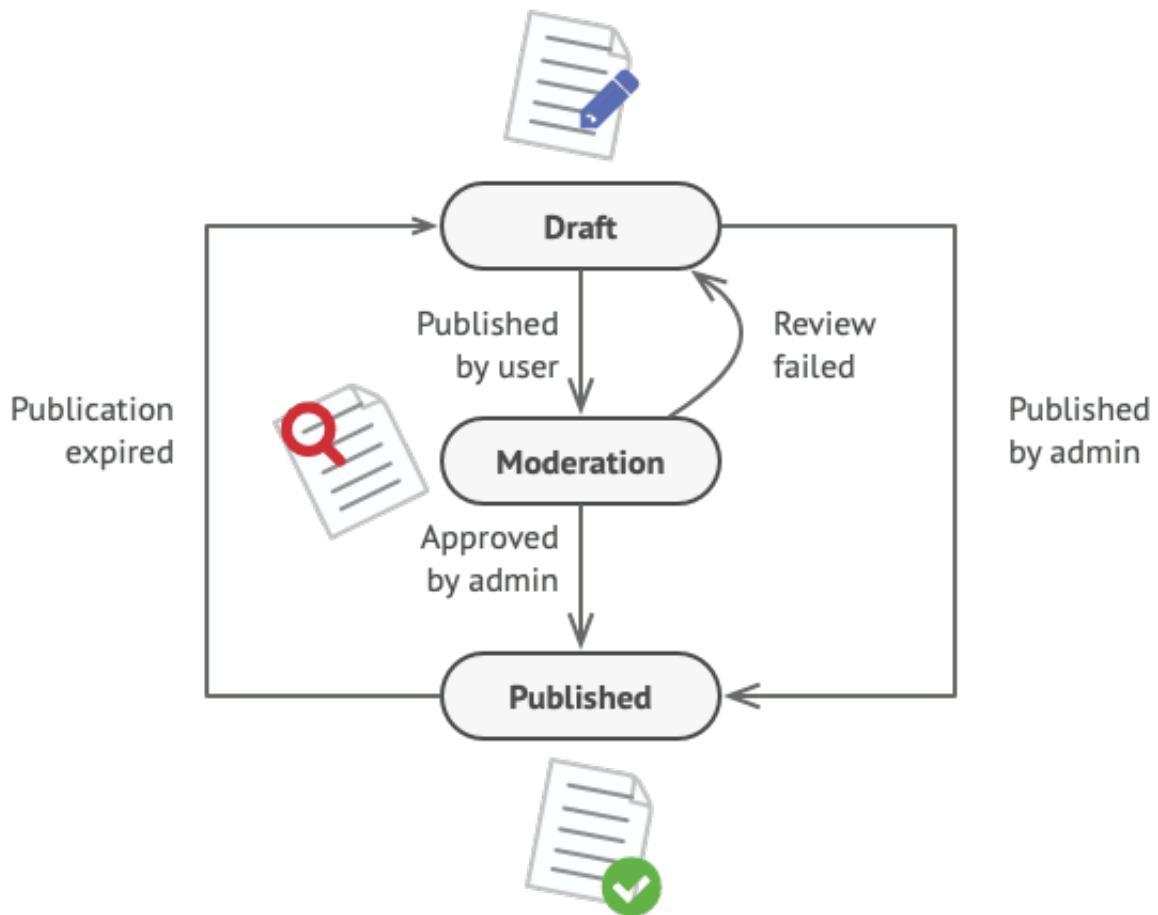 Draft
Published
by user
Review
failed
Publication
expired
Published
by admin
Moderation
Approved
by admin
Published